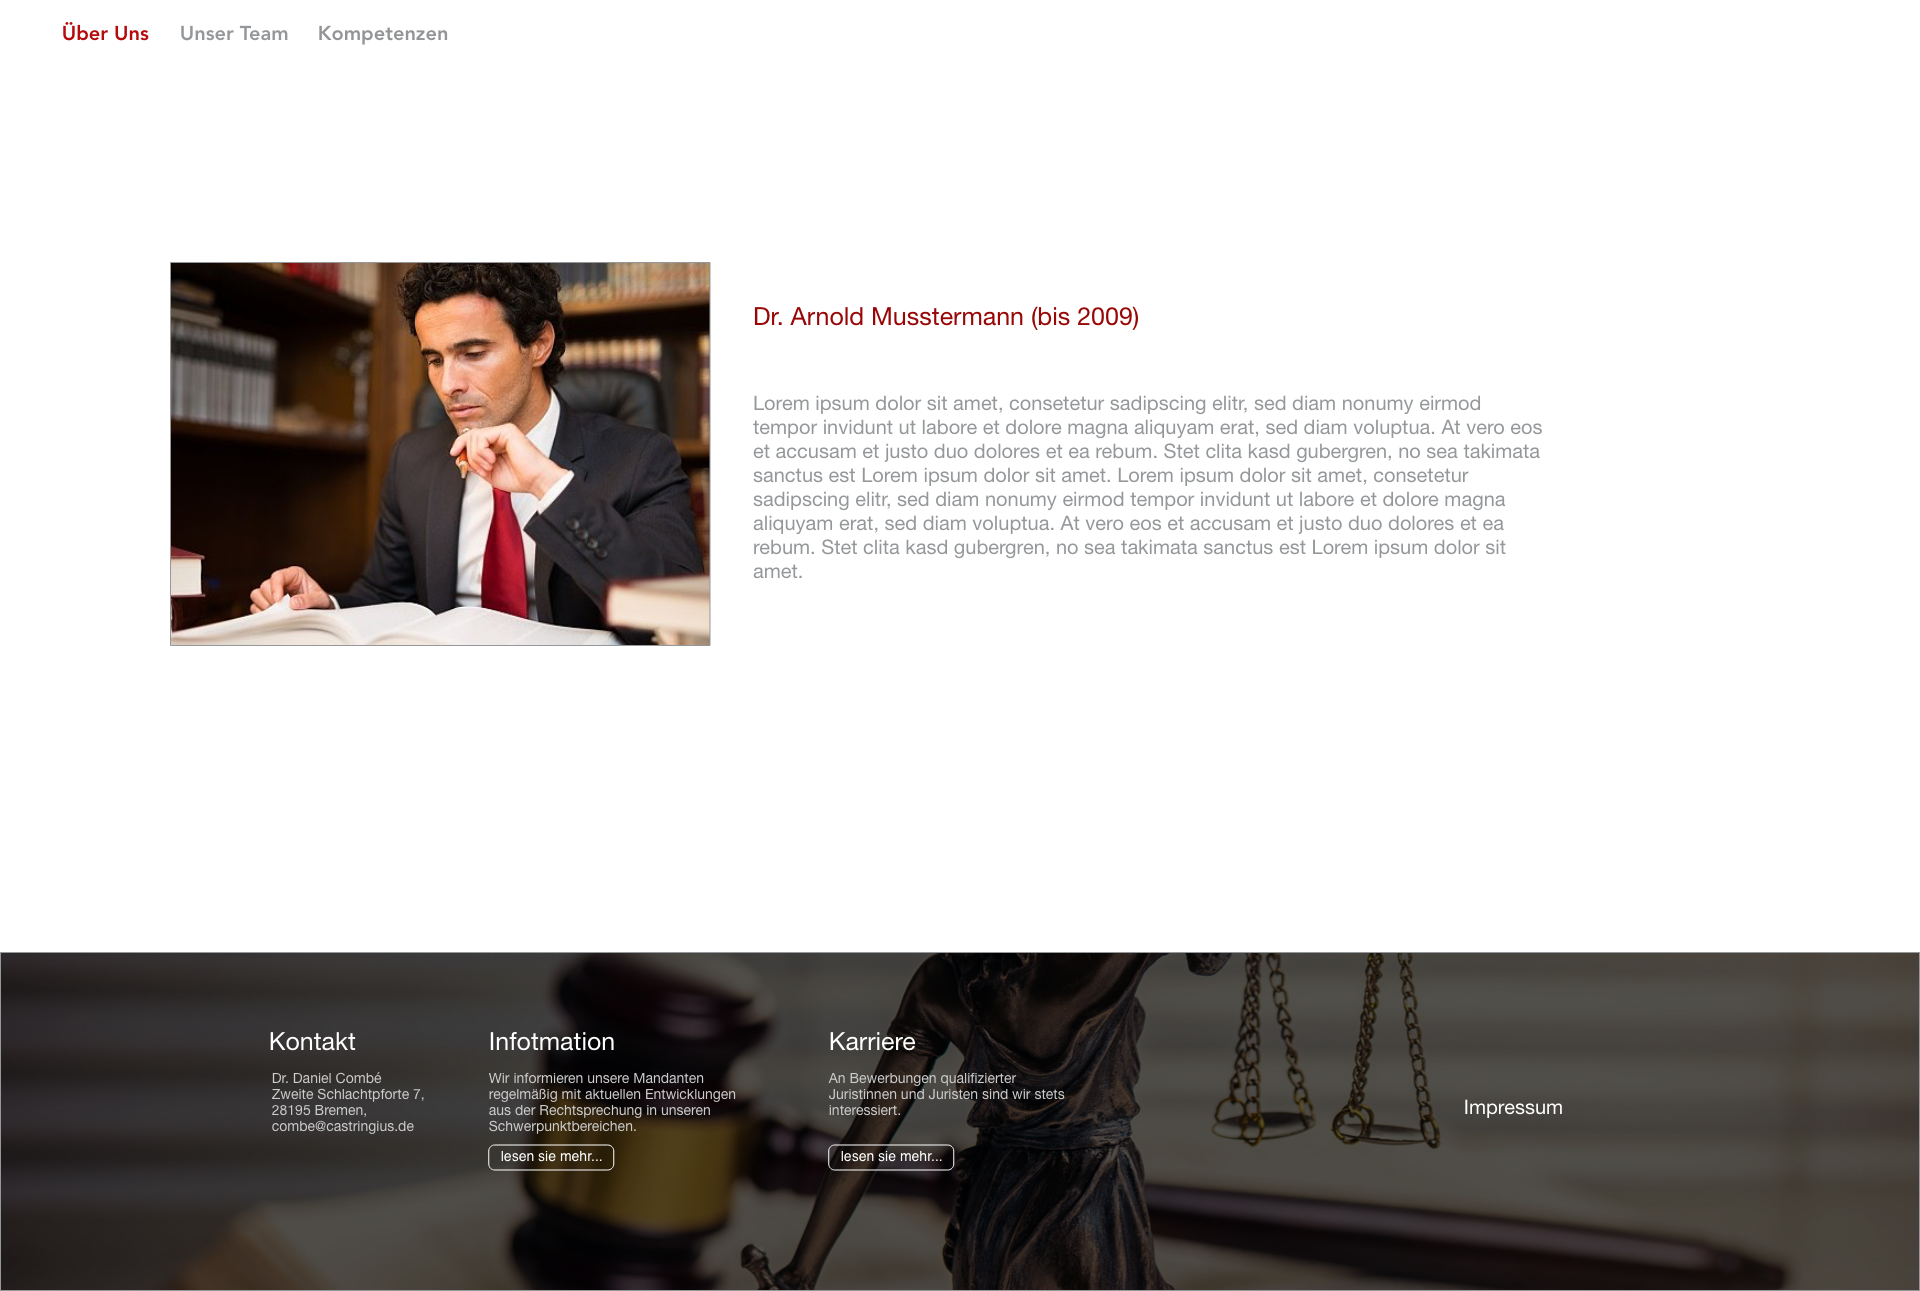 Über Uns Unser Team Kompetenzen
Dr. Arnold Musstermann (bis 2009)
Lorem ipsum dolor sit amet, consetetur sadipscing elitr, sed diam nonumy eirmod
tempor invidunt ut labore et dolore magna aliquyam erat, sed diam voluptua. At vero eos
et accusam et justo duo dolores et ea rebum. Stet clita kasd gubergren, no sea takimata
sanctus est Lorem ipsum dolor sit amet. Lorem ipsum dolor sit amet, consetetur
sadipscing elitr, sed diam nonumy eirmod tempor invidunt ut labore et dolore magna
aliquyam erat, sed diam voluptua. At vero eos et accusam et justo duo dolores et ea
rebum. Stet clita kasd gubergren, no sea takimata sanctus est Lorem ipsum dolor sit
amet.
Kontakt
Dr. Daniel Combé
Zweite Schlachtpforte 7,
28195 Bremen,
combe@castringius.de
Infotmation
Wir informieren unsere Mandanten
regelmäßig mit aktuellen Entwicklungen
aus der Rechtsprechung in unseren
Schwerpunktbereichen.
lesen sie mehr...
Karriere
An Bewerbungen qualifizierter
Juristinnen und Juristen sind wir stets
interessiert.
lesen sie mehr...
Impressum